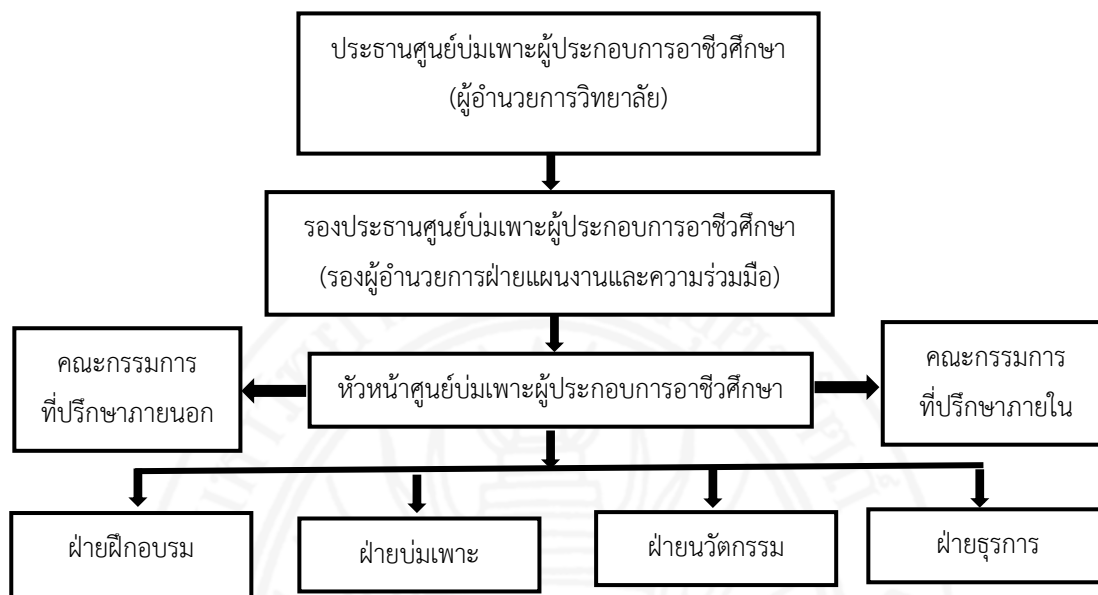 ประธานศูนย์บ่มเพาะผู้ประกอบการอาชีวศึกษา
(ผู้อำนวยการวิทยาลัย)
รองประธานศูนย์บ่มเพาะผู้ประกอบการอาชีวศึกษา
(รองผู้อำนวยการฝ่ายแผนงานและความร่วมมือ)
คณะกรรมการ
ที่ปรึกษาภายนอก
หัวหน้าศูนย์บ่มเพาะผู้ประกอบการอาชีวศึกษา
คณะกรรมการ
ที่ปรึกษาภายใน
ฝ่ายฝึกอบรม
ฝ่ายบ่มเพาะ
ฝ่ายนวัตกรรม
ฝ่ายธุรการ